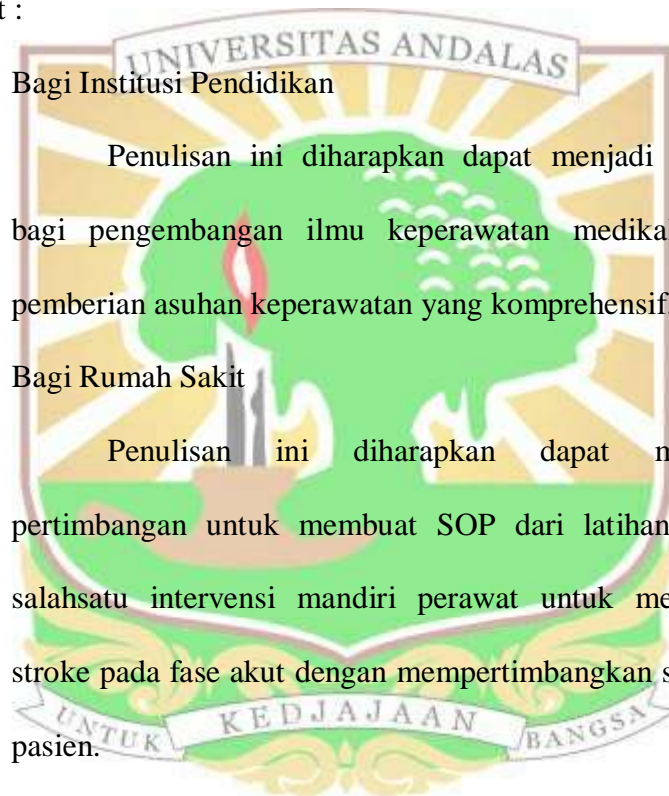 t :
UNIVERSITAS ANDALAS
Bagi Institusi Pendidikan
Penulisan ini diharapkan dapat menjadi
bagi pengembangan ilmu keperawatan medika
pemberian asuhan keperawatan yang komprehensif
Bagi Rumah Sakit
Penulisan ini diharapkan dapat m
pertimbangan untuk membuat SOP dari latihan
salahsatu intervensi mandiri perawat untuk me
stroke pada fase akut dengan mempertimbangkan s
UNTUK KEDJAJAAN BANGSA
pasien.